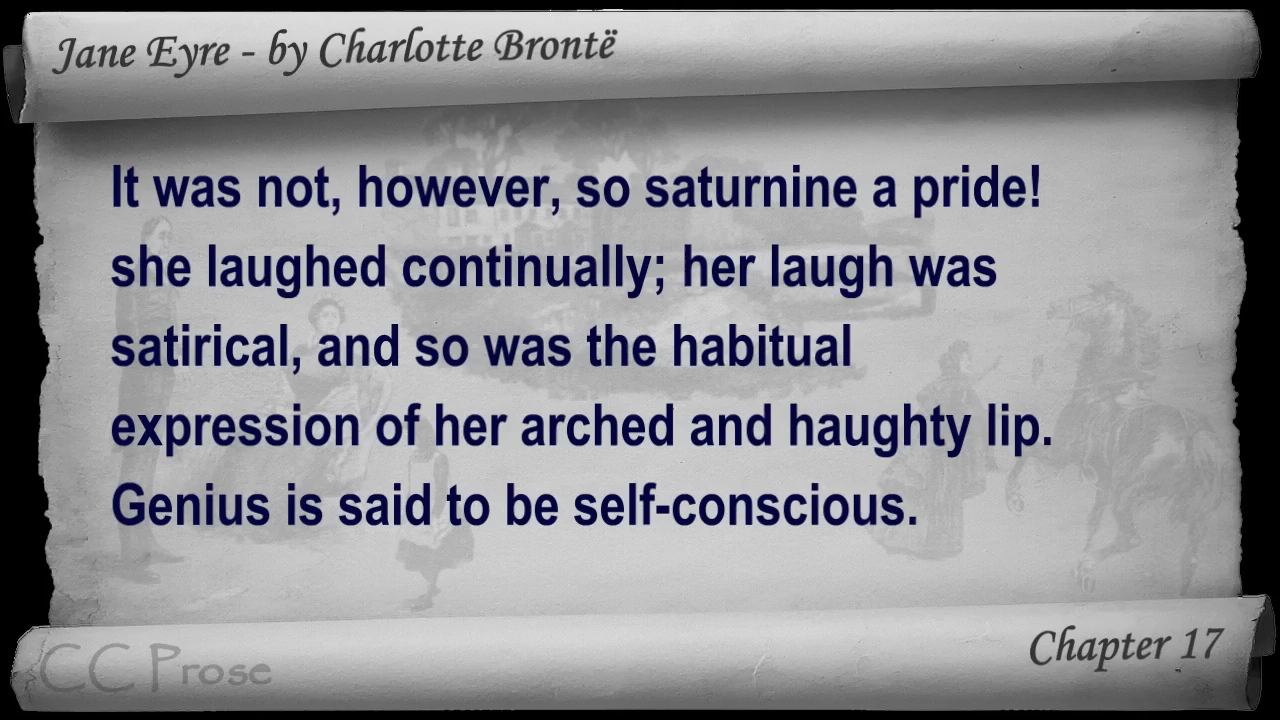 Jane Eyre - by Charlotte Brontë
It was not, however, so saturnine a pride!
she laughed continually; her laugh was
satirical, and so was the habitual
expression of her arched and haughty lip.
Genius is said to be self-conscious.
Chapter 17
CC Prose